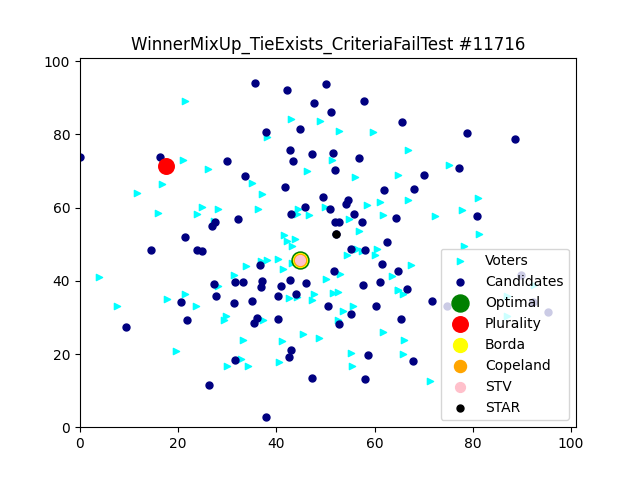 WinnerMixUp_TieExists_CriteriaFailTest #11716
100
80
60
40
20
0
0
20
40
60
80
100
Voters
Candidates
Optimal
Plurality
Borda
Copeland
STV
STAR